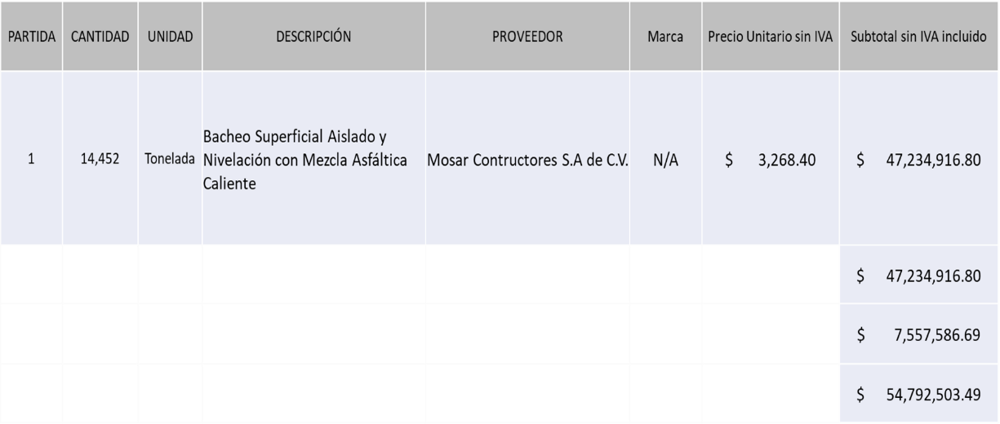 PARTIDA CANTIDAD UNIDAD DESCRIPCIÓN PROVEEDOR Marca Precio Unitario sin IVA Subtotal sin IVA incluido
1 14,452 Tonelada Bacheo Superficial Aislado y
Nivelación con Mezcla Asfáltica
Caliente Mosar Contructores S.A de C.V. N/A $ 3,268.40 $ 47,234,916.80
$ 47,234,916.80
$ 7,557,586.69
$ 54,792,503.49